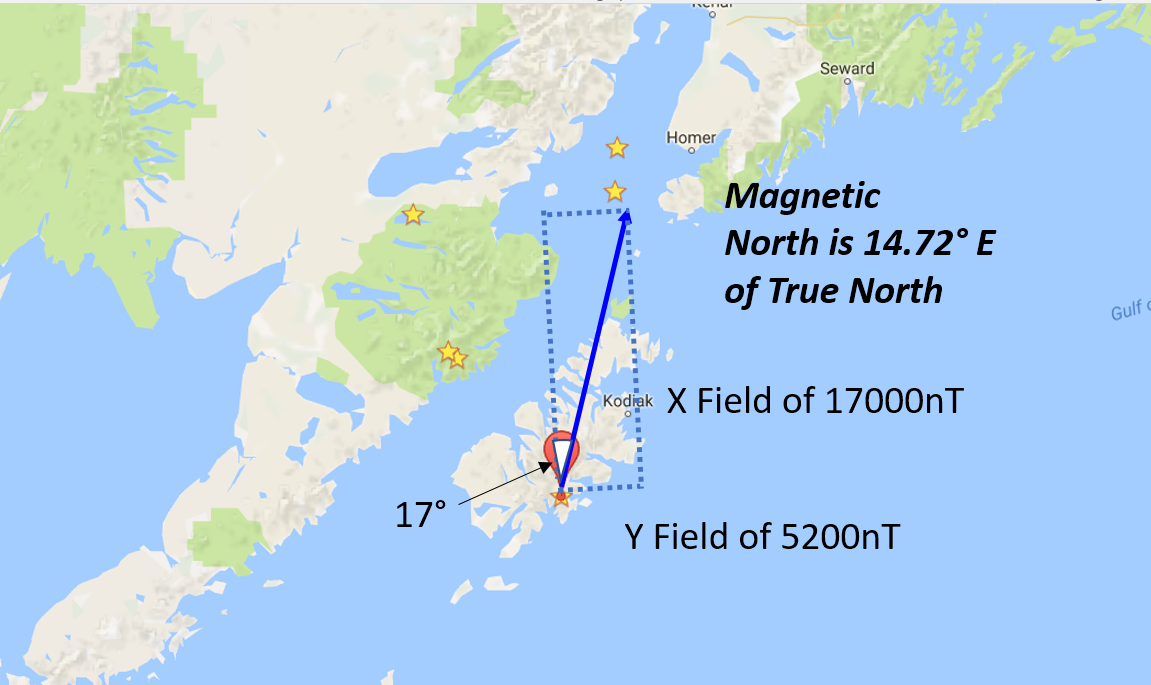 Seward
Homer
Magnetic
North is 14.72° E
of True North
Gulf
Kodiak
X Field of 17000nT
17°
Y Field of 5200nT